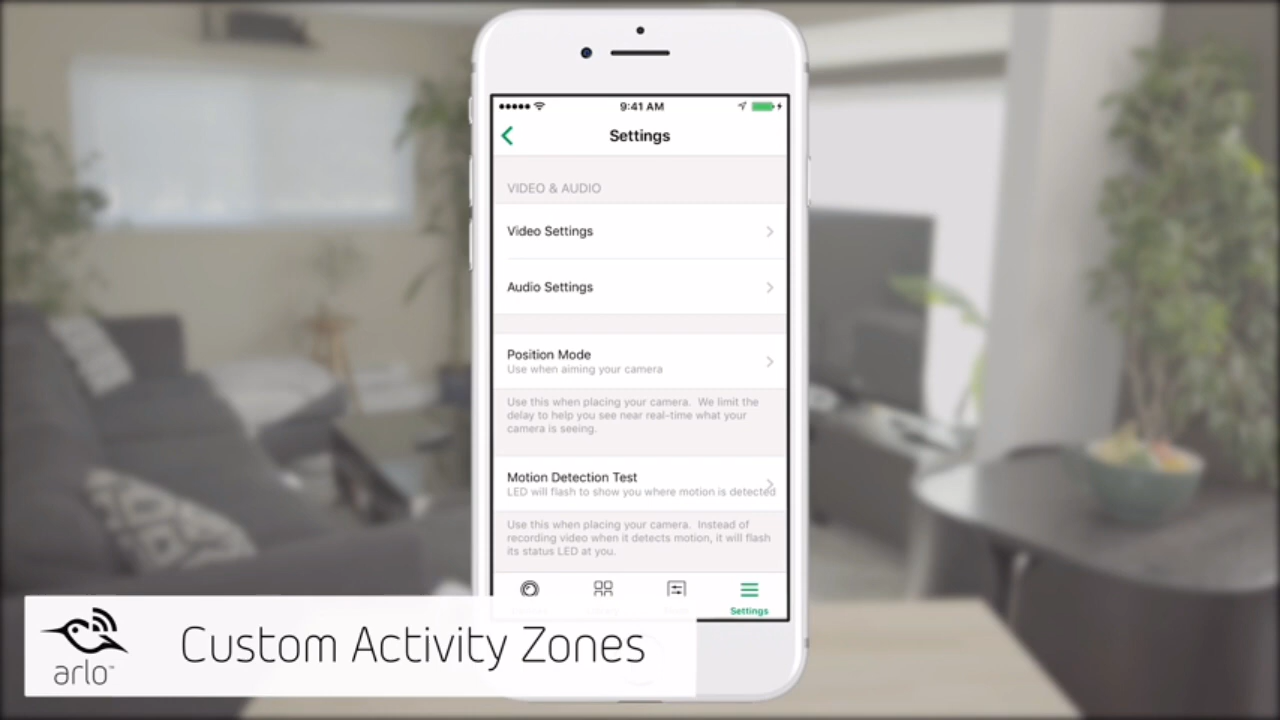 9:41 AM
Settings
VIDEO & AUDIO
Video Settings
Audio Settings
Position Mode
Use when aiming your camera
Use this when placing your camera. We limit the
delay to help you see near real-time what your
camera is seeing.
Motion Detection Test
LED will flash to show you where motion is detected
Use this when placing your camera. Instead of
recording video when it detects motion, it will flash
its status LED at you.
Settings
arlo™
Custom Activity Zones